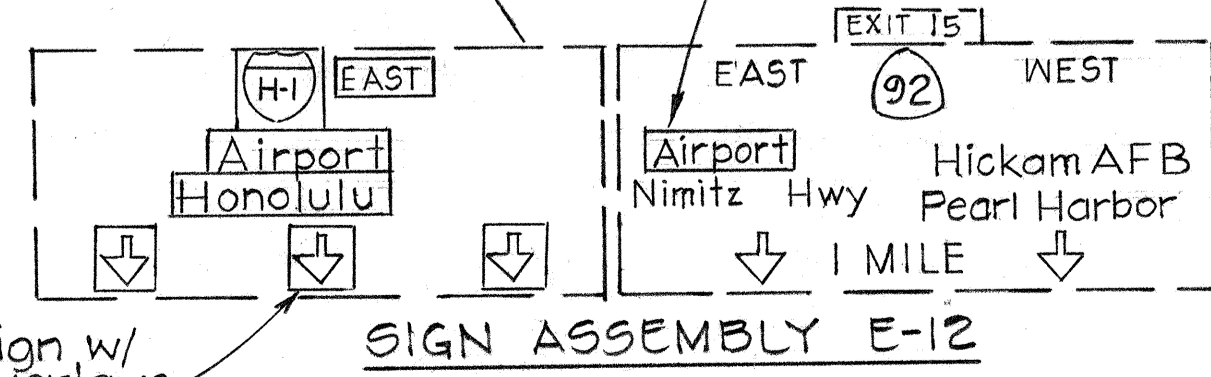 H-1 EAST
Airport
Honolulu
EXIT 15
EAST 92 WEST
Airport
Nimitz Hwy
Hickam AFB
Pearl Harbor
1 MILE
sign w/
SIGN ASSEMBLY E-12